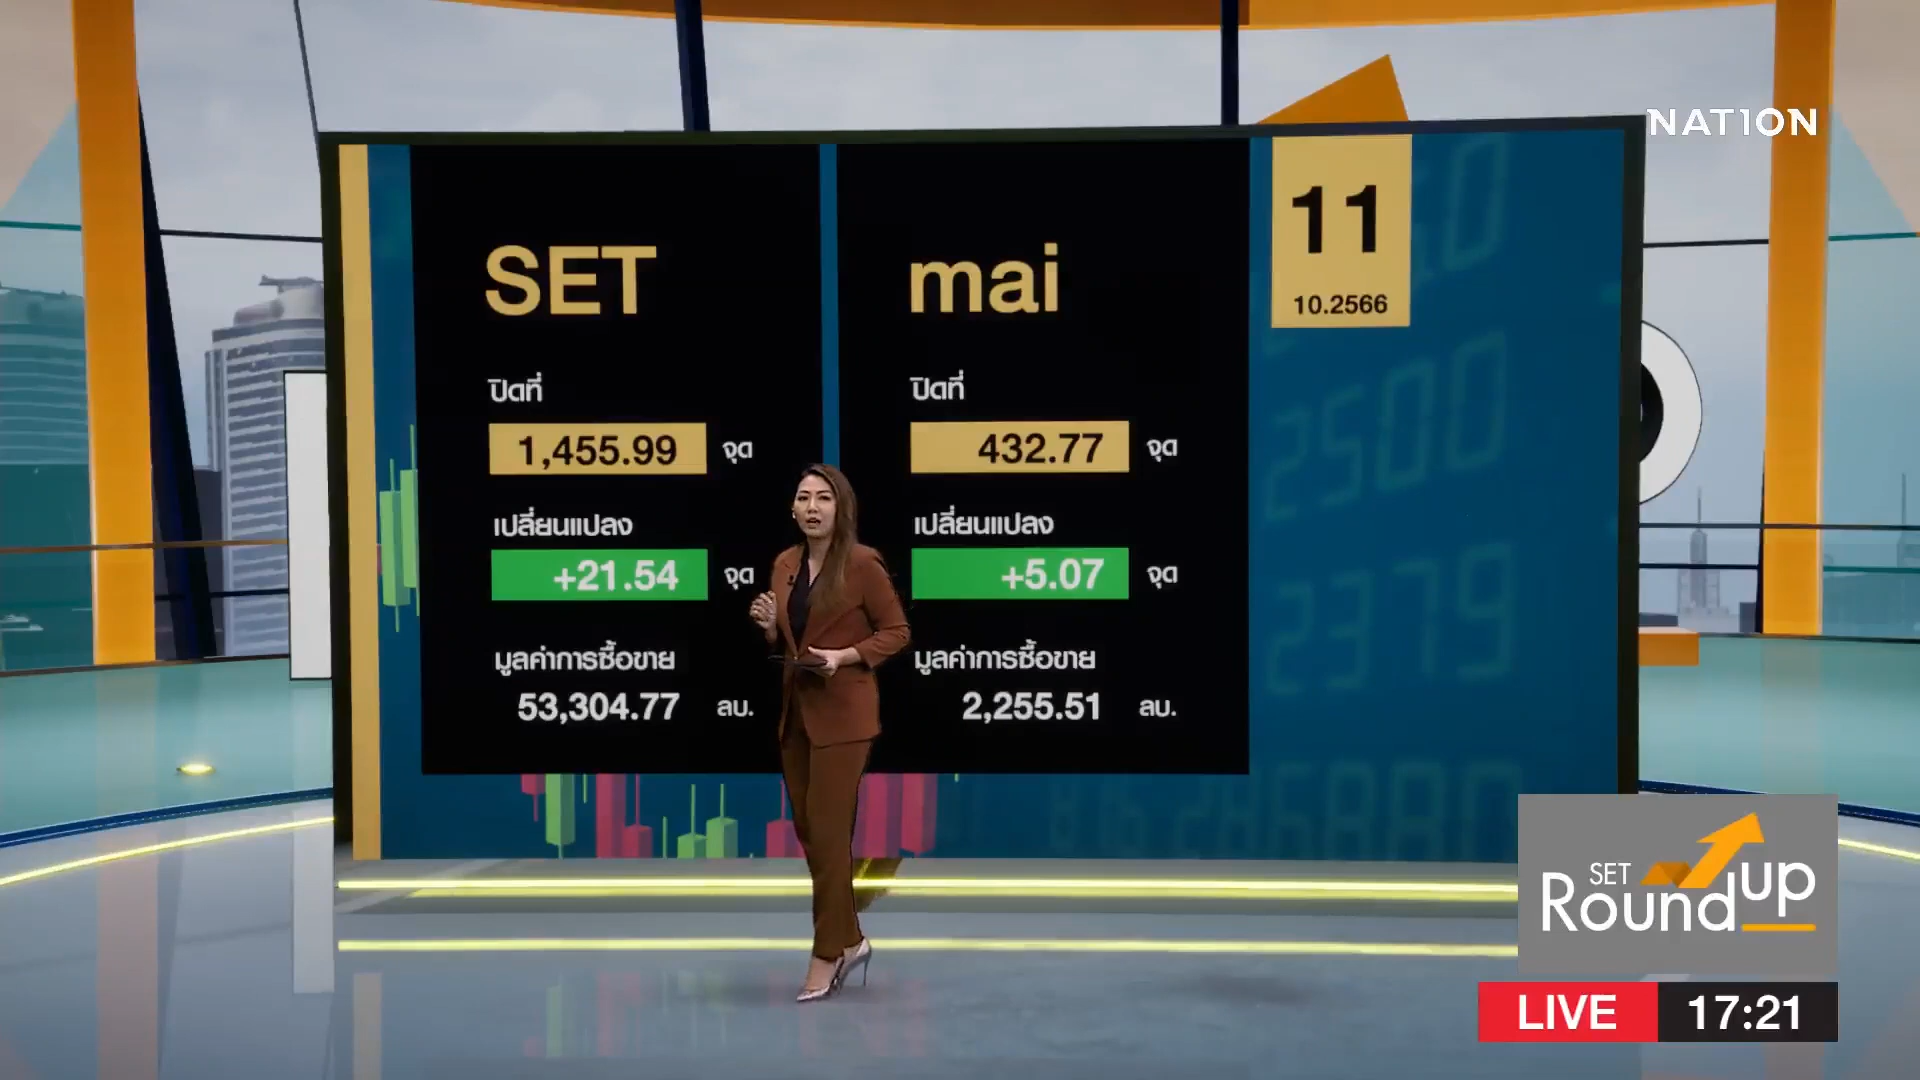 NATION
SET
ปิดที่
1,455.99 จุด
เปลี่ยนแปลง
+21.54 จุด
มูลค่าการซื้อขาย
53,304.77 ลบ.
mai
ปิดที่
432.77 จุด
เปลี่ยนแปลง
+5.07 จุด
มูลค่าการซื้อขาย
2,255.51 ลบ.
11
10.2566
2500
2379
SET
Roundup
LIVE 17:21